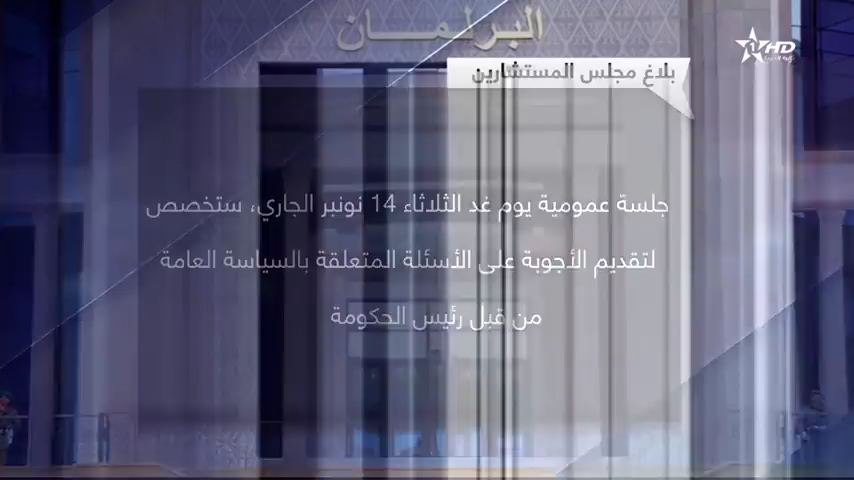 البرلمان
HD
بلاغ مجلس المستشارين
جلسة عمومية يوم غد الثلاثاء 14 نونبر الجاري، ستخصص
لتقديم الأجوبة على الأسئلة المتعلقة بالسياسة العامة
من قبل رئيس الحكومة